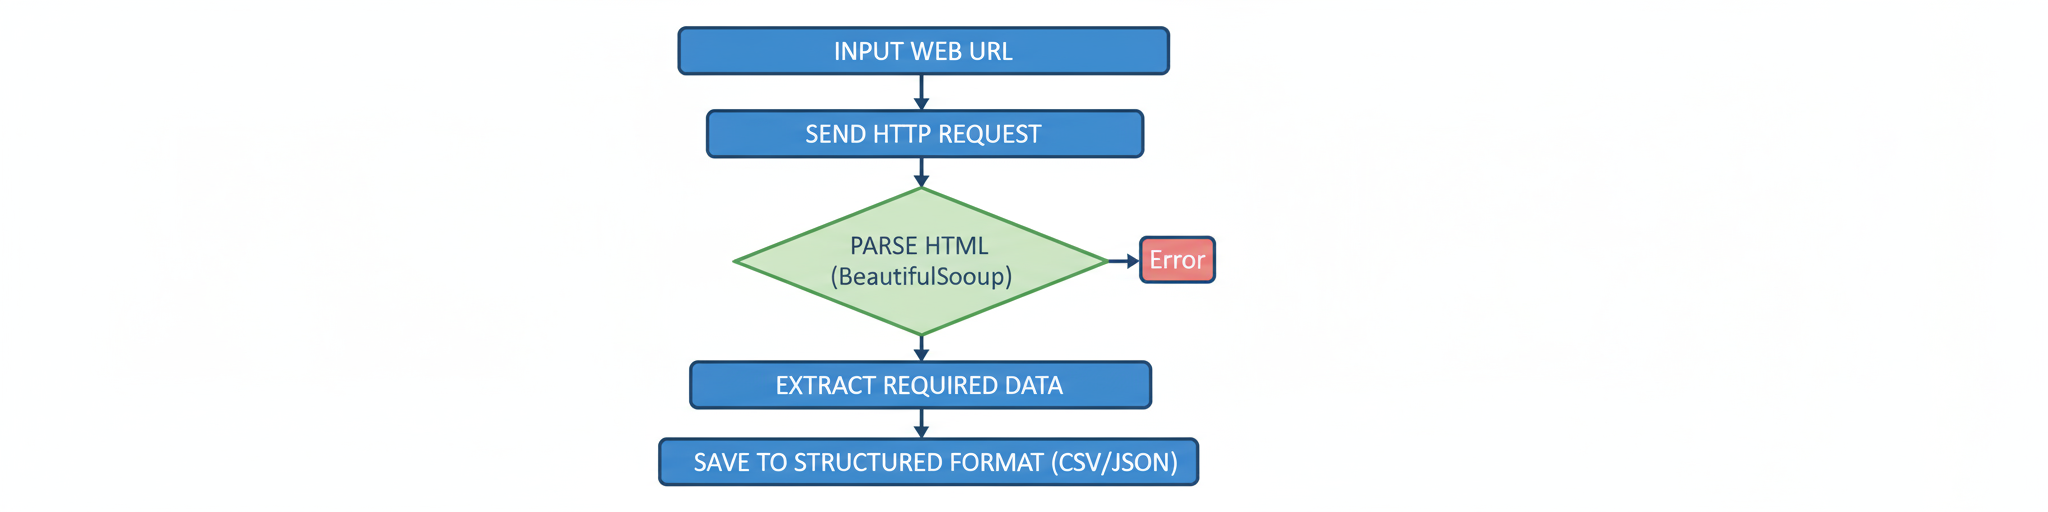 INPUT WEB URL
SEND HTTP REQUEST
PARSE HTML
(BeautifulSooup)
Error
EXTRACT REQUIRED DATA
SAVE TO STRUCTURED FORMAT (CSV/JSON)